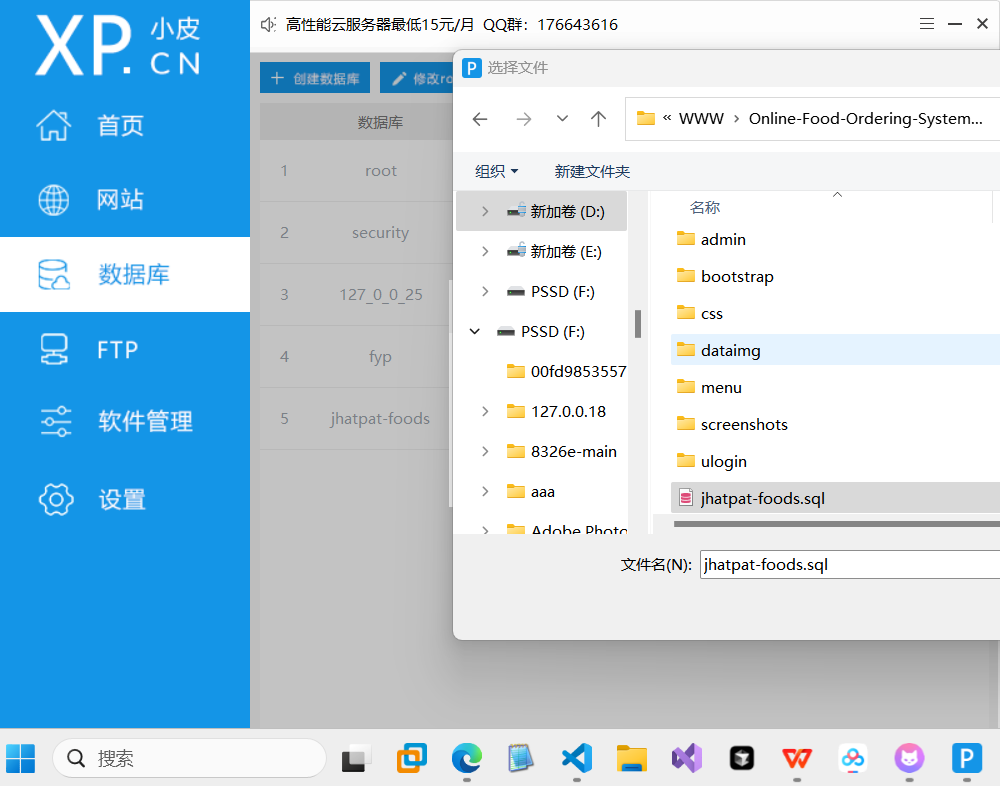 XP.CN 小皮
高性能云服务器最低15元/月 QQ群：176643616
首页
网站
数据库
FTP
软件管理
设置
创建数据库
修改ro
数据库
1 root
2 security
3 127_0_0_25
4 fyp
5 jhatpat-foods
选择文件
« WWW › Online-Food-Ordering-System...
组织
新建文件夹
新加卷 (D:)
新加卷 (E:)
PSSD (F:)
PSSD (F:)
00fd9853557
127.0.0.18
8326e-main
aaa
Adobe Photo
名称
admin
bootstrap
css
dataimg
menu
screenshots
ulogin
jhatpat-foods.sql
文件名(N): jhatpat-foods.sql
搜索